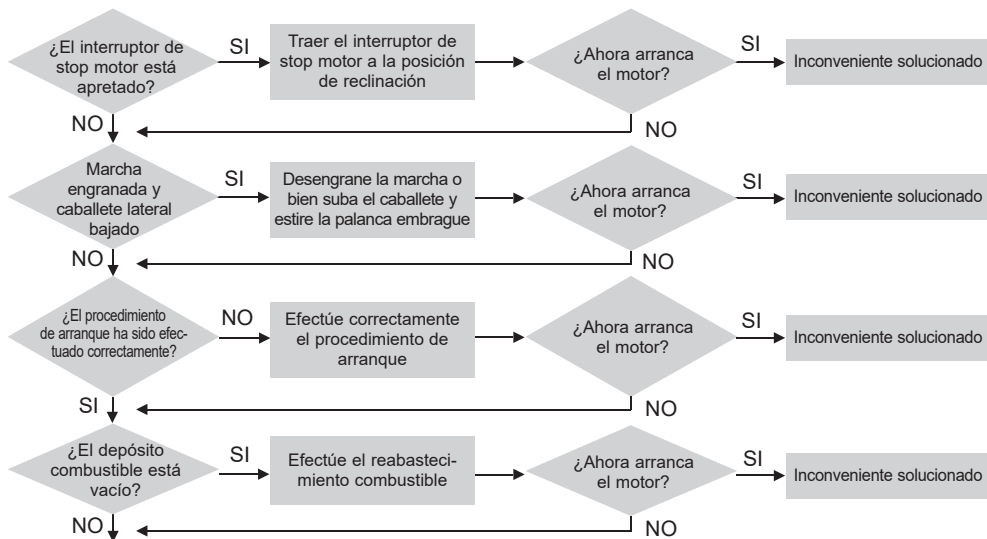 ¿El interruptor de
stop motor está
apretado?
SI
Traer el interruptor de
stop motor a la posición
de reclinación
¿Ahora arranca
el motor?
SI
Inconveniente solucionado
NO
NO
Marcha
engranada y
caballete lateral
bajado
SI
Desengrane la marcha o
bien suba el caballete y
estire la palanca embrague
¿Ahora arranca
el motor?
SI
Inconveniente solucionado
NO
NO
¿El procedimiento
de arranque ha sido efec-
tuado correctamente?
NO
Efectúe correctamente
el procedimiento de
arranque
¿Ahora arranca
el motor?
SI
Inconveniente solucionado
SI
NO
¿El depósito
combustible está
vacío?
SI
Efectúe el reabasteci-
miento combustible
¿Ahora arranca
el motor?
SI
Inconveniente solucionado
NO
NO